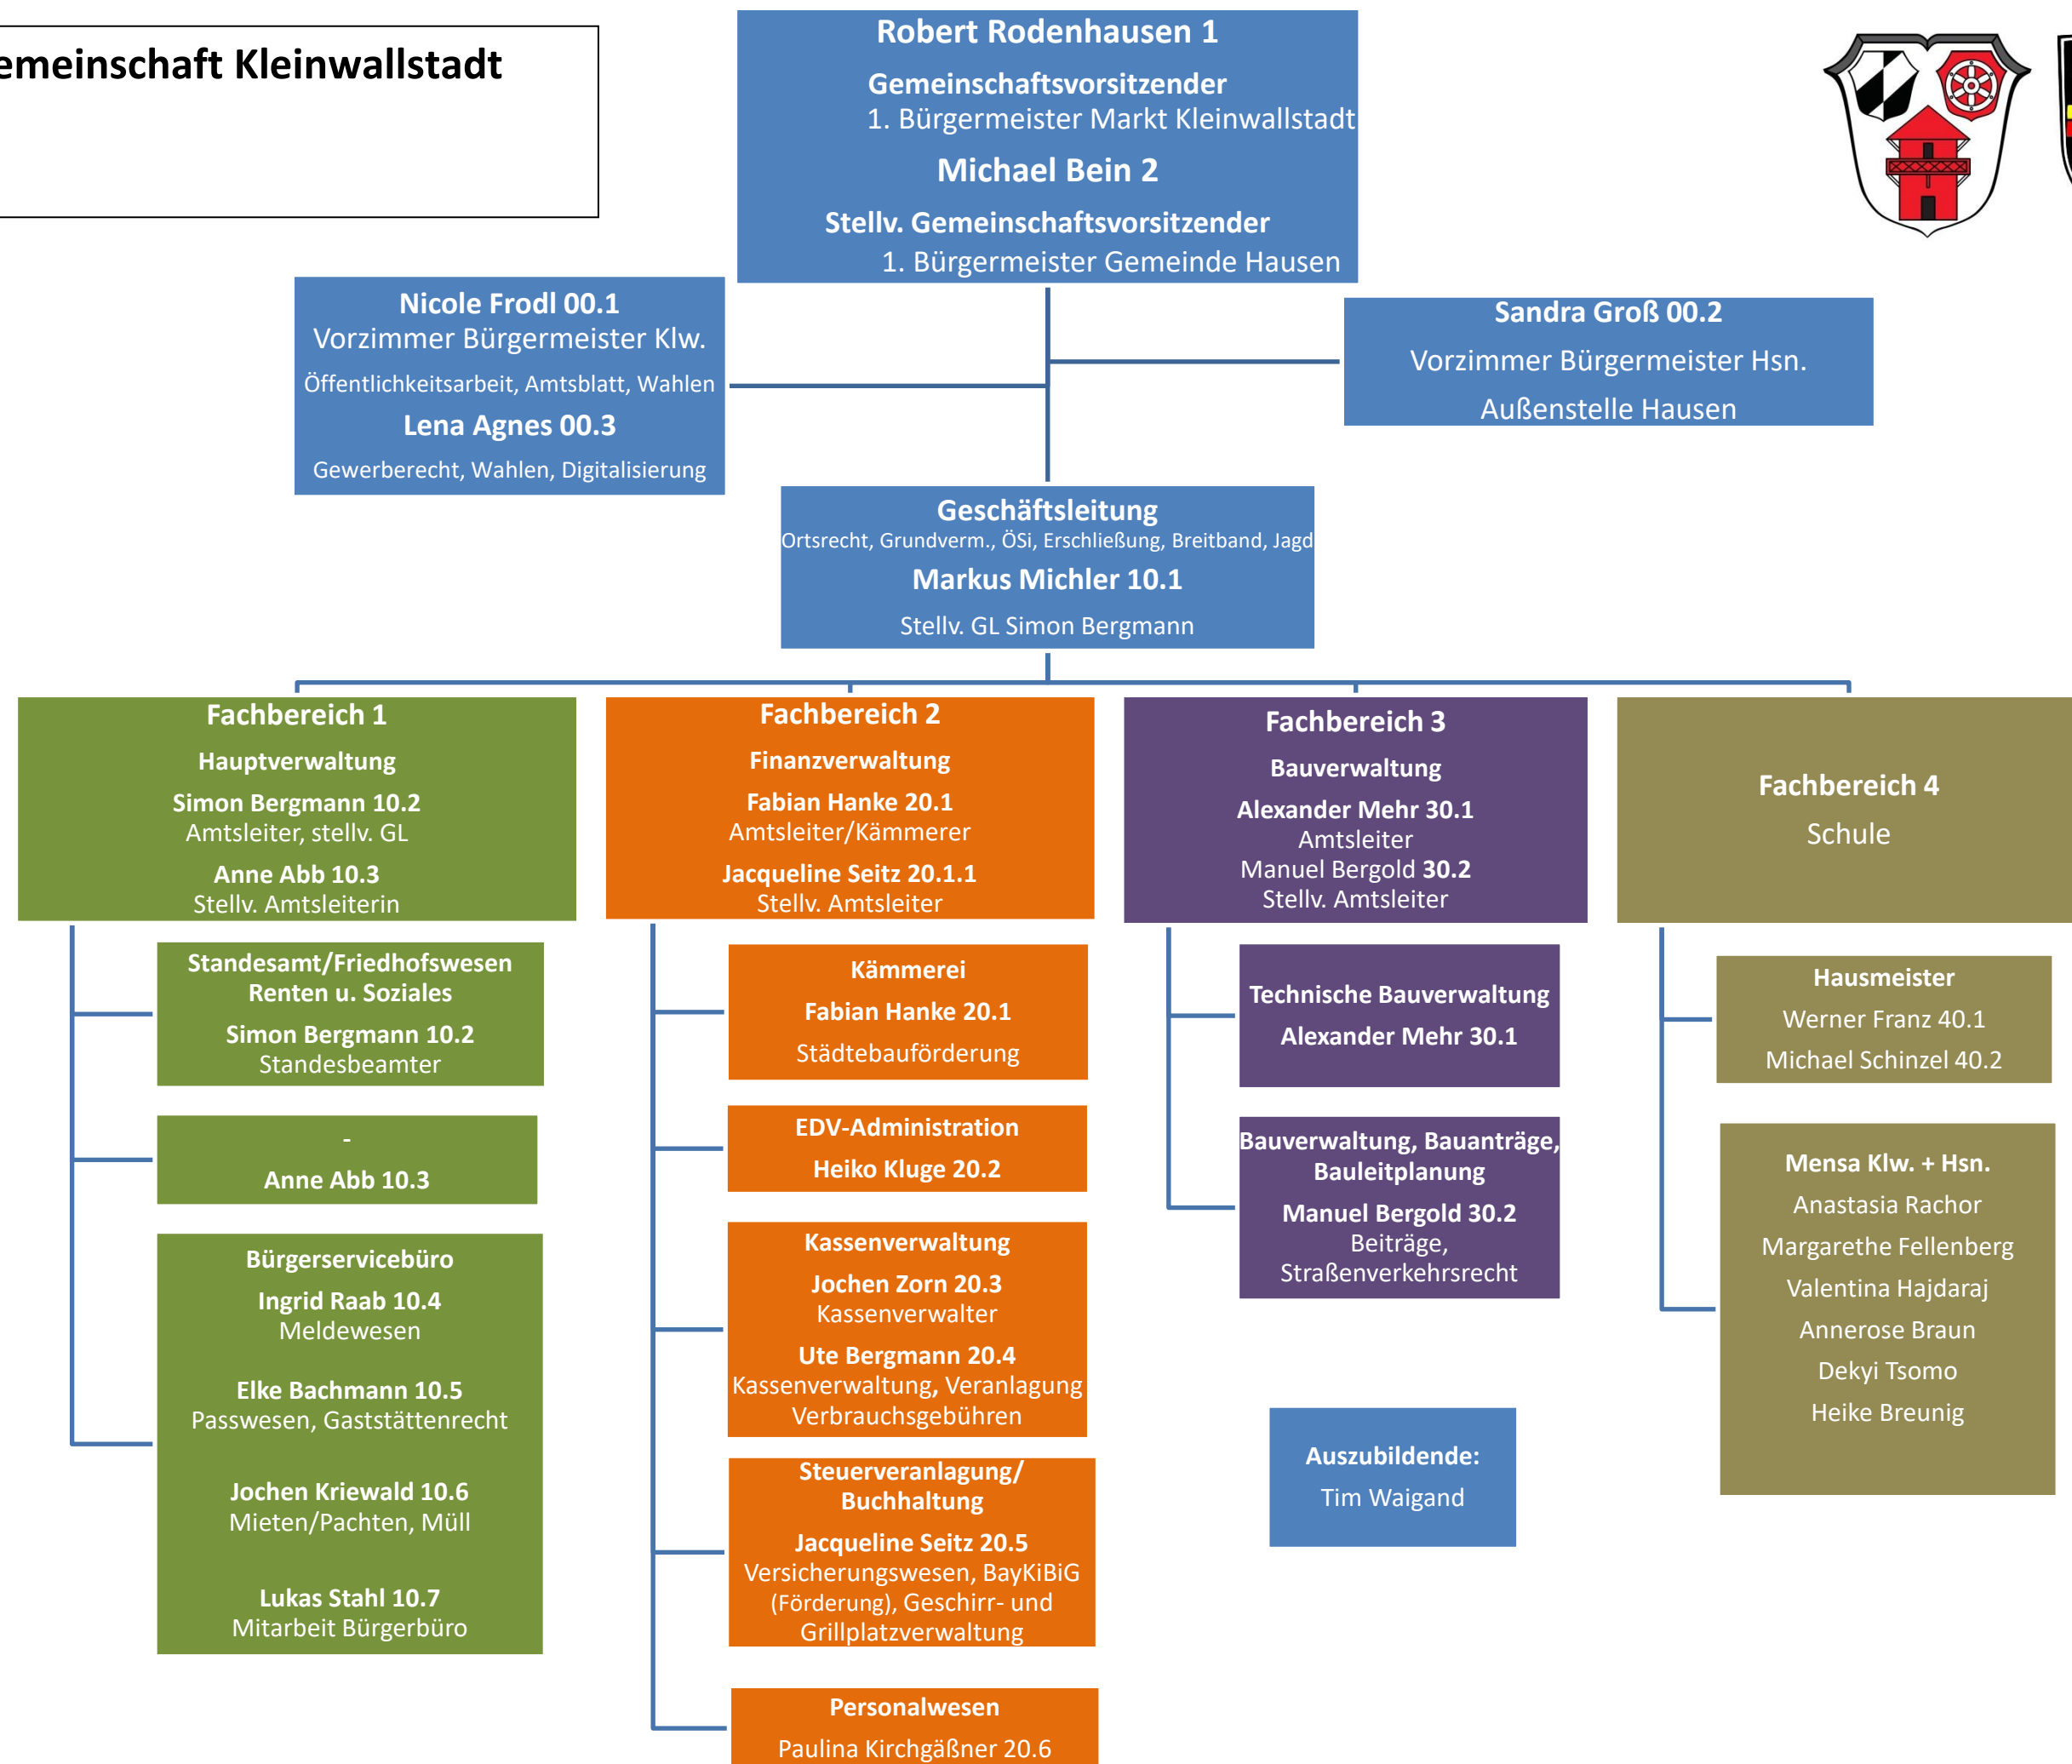 emeinschaft Kleinwallstadt
Robert Rodenhausen 1
Gemeinschaftsvorsitzender
1. Bürgermeister Markt Kleinwallstadt
Michael Bein 2
Stellv. Gemeinschaftsvorsitzender
1. Bürgermeister Gemeinde Hausen
Nicole Frodl 00.1
Vorzimmer Bürgermeister Klw.
Öffentlichkeitsarbeit, Amtsblatt, Wahlen
Lena Agnes 00.3
Gewerberecht, Wahlen, Digitalisierung
Sandra Groß 00.2
Vorzimmer Bürgermeister Hsn.
Außenstelle Hausen
Geschäftsleitung
Ortsrecht, Grundverm., ÖSi, Erschließung, Breitband, Jagd
Markus Michler 10.1
Stellv. GL Simon Bergmann
Fachbereich 1
Hauptverwaltung
Simon Bergmann 10.2
Amtsleiter, stellv. GL
Anne Abb 10.3
Stellv. Amtsleiterin
Standesamt/Friedhofswesen
Renten u. Soziales
Simon Bergmann 10.2
Standesbeamter
-
Anne Abb 10.3
Bürgerservicebüro
Ingrid Raab 10.4
Meldewesen
Elke Bachmann 10.5
Passwesen, Gaststättenrecht
Jochen Kriewald 10.6
Mieten/Pachten, Müll
Lukas Stahl 10.7
Mitarbeit Bürgerbüro
Fachbereich 2
Finanzverwaltung
Fabian Hanke 20.1
Amtsleiter/Kämmerer
Jacqueline Seitz 20.1.1
Stellv. Amtsleiter
Kämmerei
Fabian Hanke 20.1
Städtebauförderung
EDV-Administration
Heiko Kluge 20.2
Kassenverwaltung
Jochen Zorn 20.3
Kassenverwalter
Ute Bergmann 20.4
Kassenverwaltung, Veranlagung
Verbrauchsgebühren
Steuerveranlagung/
Buchhaltung
Jacqueline Seitz 20.5
Versicherungswesen, BayKiBiG
(Förderung), Geschirr- und
Grillplatzverwaltung
Personalwesen
Paulina Kirchgäßner 20.6
Fachbereich 3
Bauverwaltung
Alexander Mehr 30.1
Amtsleiter
Manuel Bergold 30.2
Stellv. Amtsleiter
Technische Bauverwaltung
Alexander Mehr 30.1
Bauverwaltung, Bauanträge,
Bauleitplanung
Manuel Bergold 30.2
Beiträge,
Straßenverkehrsrecht
Auszubildende:
Tim Waigand
Fachbereich 4
Schule
Hausmeister
Werner Franz 40.1
Michael Schinzel 40.2
Mensa Klw. + Hsn.
Anastasia Rachor
Margarethe Fellenberg
Valentina Hajdaraj
Annerose Braun
Dekyi Tsomo
Heike Breunig